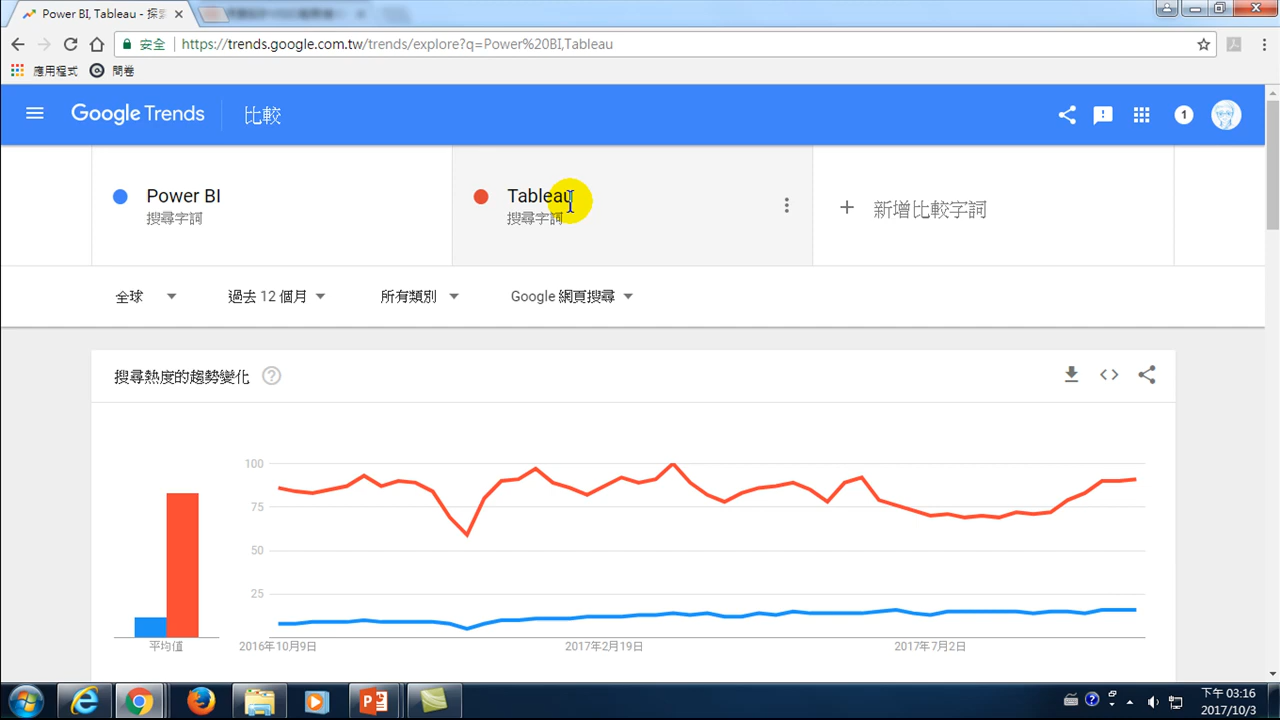 Power BI, Tableau - 探索
安全
https://trends.google.com.tw/trends/explore?q=Power%20BI,Tableau
應用程式
問卷
Google Trends
比較
1
Power BI
搜尋字詞
Tableau
搜尋字詞
新增比較字詞
全球
過去 12 個月
所有類別
Google 網頁搜尋
搜尋熱度的趨勢變化
100
75
50
25
平均值
2016年10月9日
2017年2月19日
2017年7月2日
下午 03:16
2017/10/3